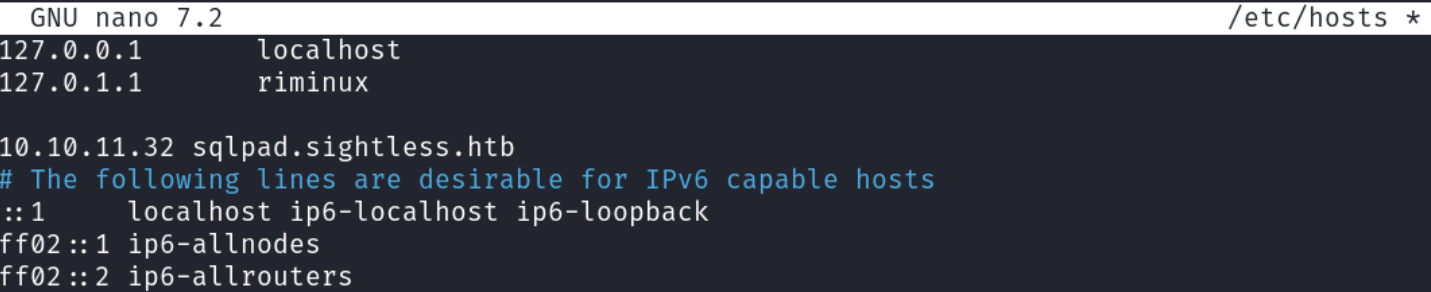 GNU nano 7.2 /etc/hosts *
127.0.0.1 localhost
127.0.1.1 riminux
10.10.11.32 sqlpad.sightless.htb
# The following lines are desirable for IPv6 capable hosts
::1 localhost ip6-localhost ip6-loopback
ff02::1 ip6-allnodes
ff02::2 ip6-allrouters